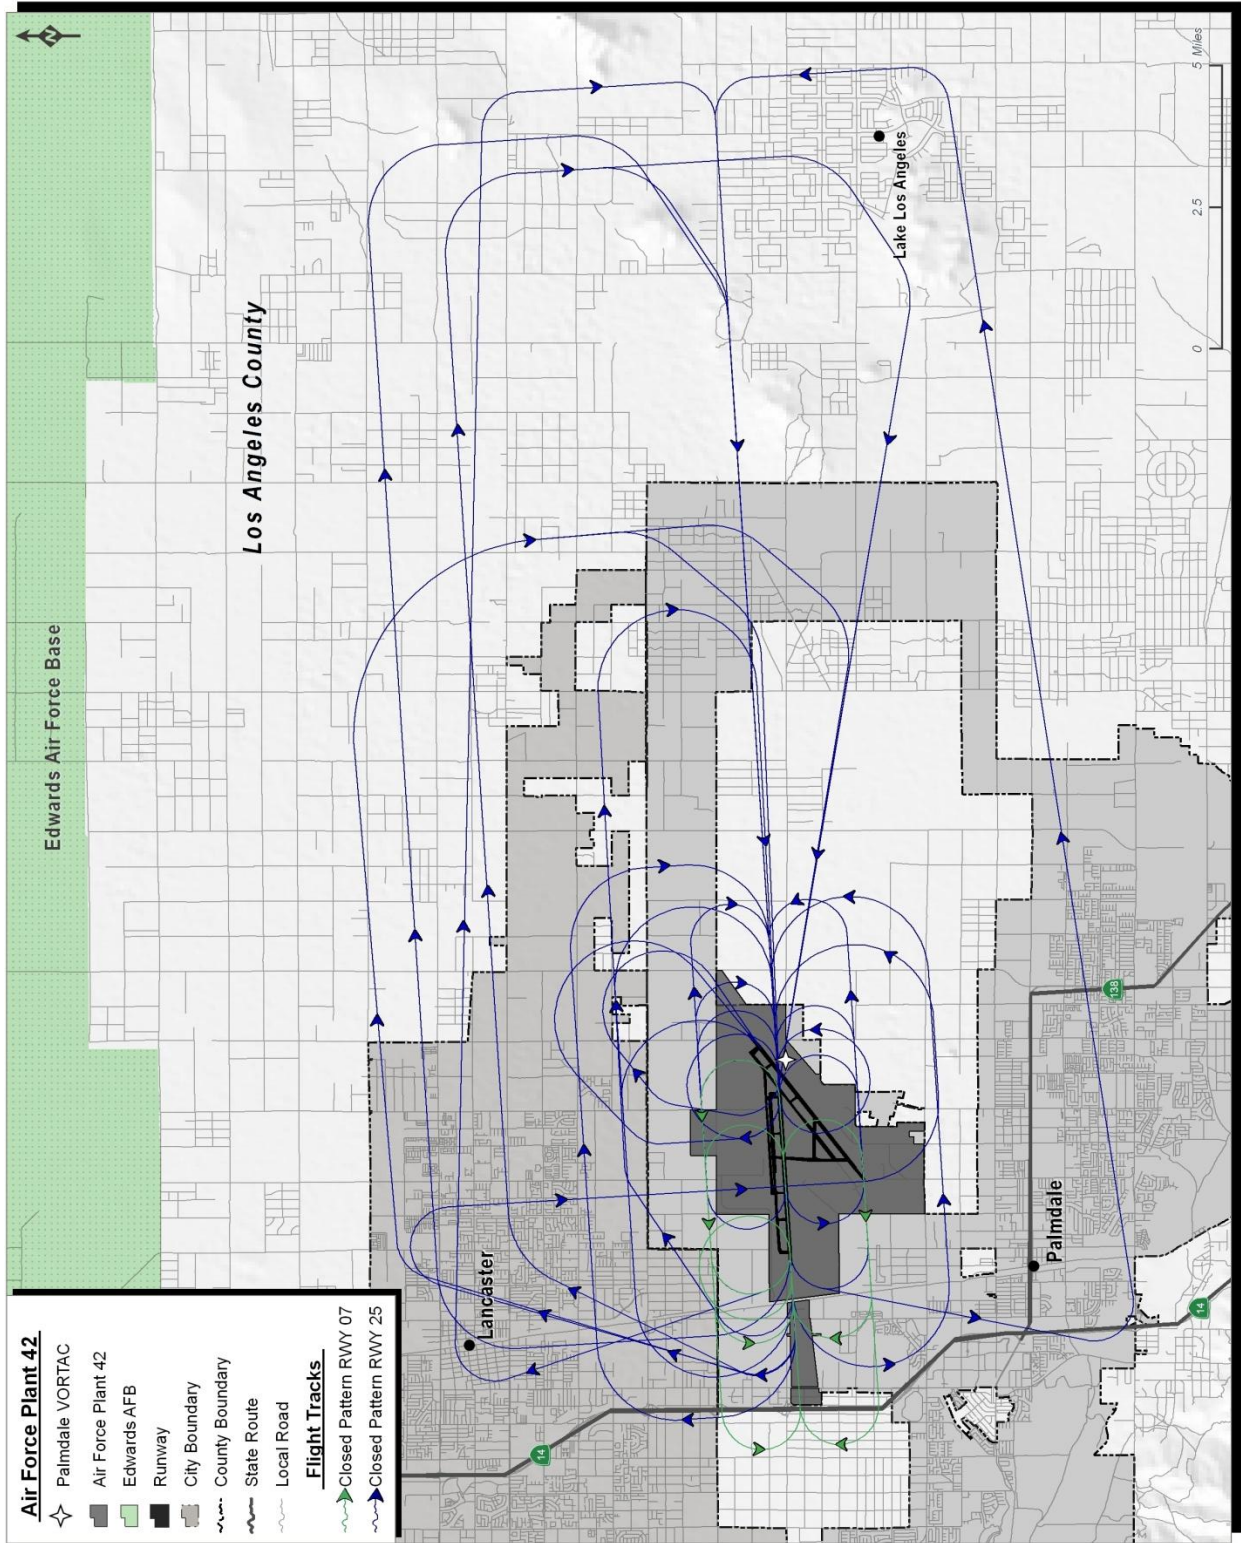 Air Force Plant 42
Palmdale VORTAC
Air Force Plant 42
Edwards AFB
Runway
City Boundary
County Boundary
State Route
Local Road
Flight Tracks
Closed Pattern RWY 07
Closed Pattern RWY 25
N
Edwards Air Force Base
Los Angeles County
Lancaster
14
Palmdale
138
14
Lake Los Angeles
0
2.5
5 Miles